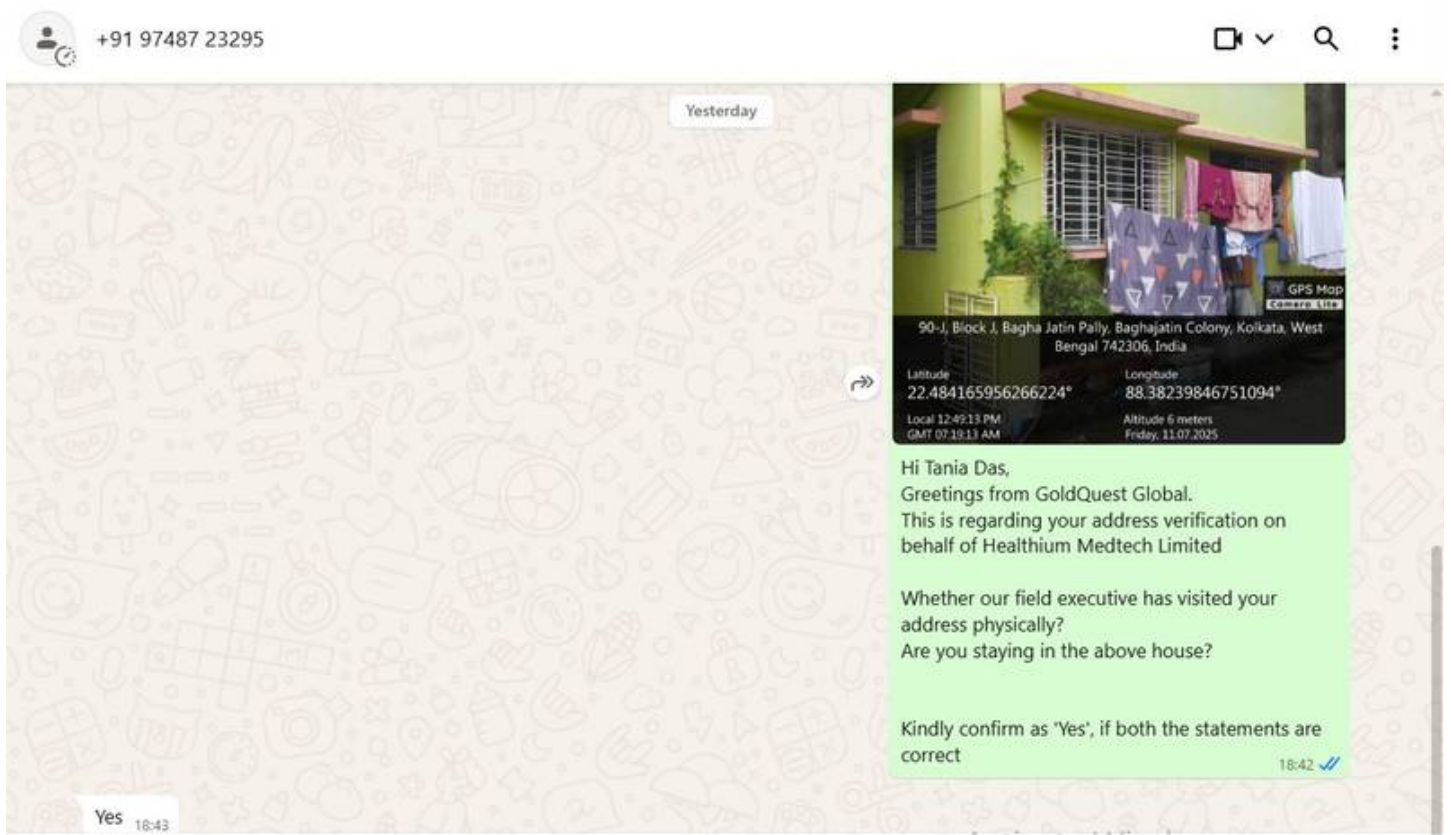 +91 97487 23295
Yesterday
GPS Map
Camera Lite
90-J, Block J, Bagha Jatin Pally, Baghajatin Colony, Kolkata, West
Bengal 742306, India
Latitude
22.484165956266224°
Longitude
88.38239846751094°
Local 12:49:13 PM
GMT 07:19:13 AM
Altitude 6 meters
Friday, 11.07.2025
Hi Tania Das,
Greetings from GoldQuest Global.
This is regarding your address verification on
behalf of Healthium Medtech Limited
Whether our field executive has visited your
address physically?
Are you staying in the above house?
Kindly confirm as 'Yes', if both the statements are
correct
18:42
Yes 18:43